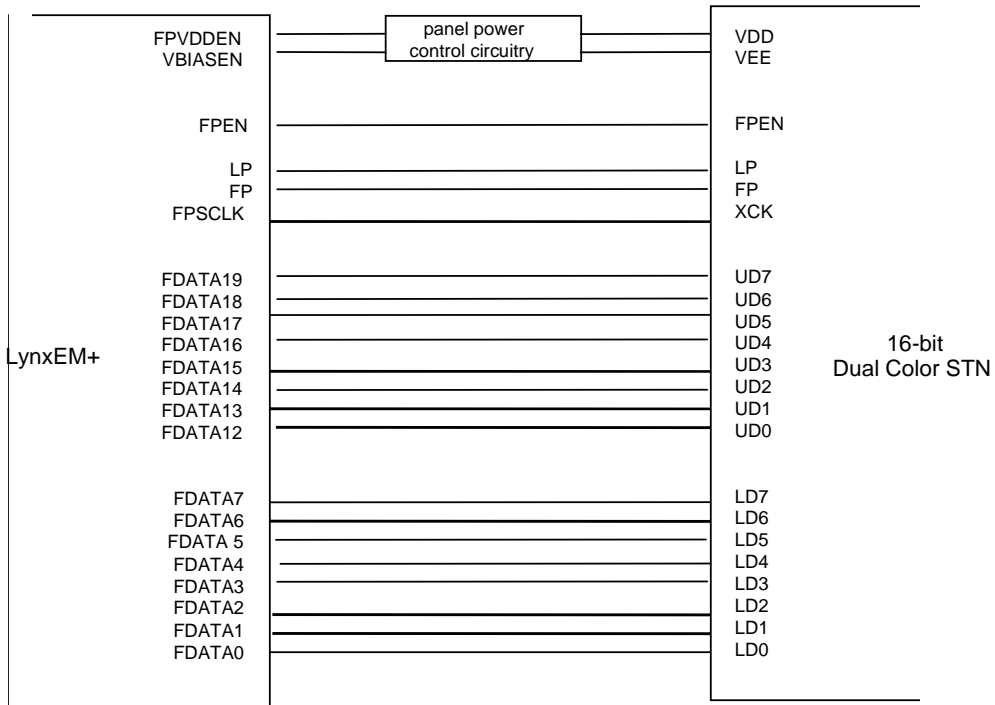 FPVDDEN
VBIASEN
panel power
control circuitry
VDD
VEE
FPEN
FPEN
LP
FP
FPSCLK
LP
FP
XCK
FDATA19
FDATA18
FDATA17
FDATA16
FDATA15
FDATA14
FDATA13
FDATA12
UD7
UD6
UD5
UD4
UD3
UD2
UD1
UD0
LynxEM+
16-bit
Dual Color STN
FDATA7
FDATA6
FDATA 5
FDATA4
FDATA3
FDATA2
FDATA1
FDATA0
LD7
LD6
LD5
LD4
LD3
LD2
LD1
LD0